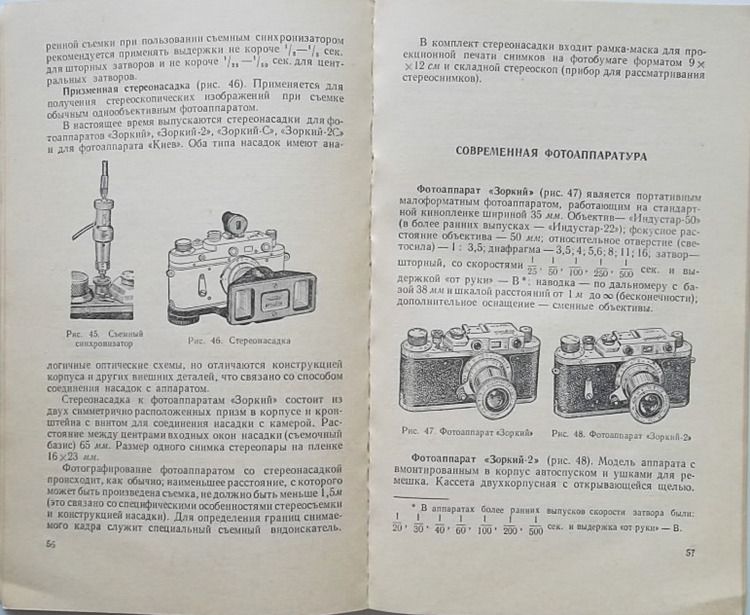 ренной съемки при пользовании съемным синхронизатором
рекомендуется применять выдержки не короче 1/2—1/5 сек.
для шторных затворов и не короче 1/25—1/50 сек. для цент-
ральных затворов.
Призменная стереонасадка (рис. 46). Применяется для
получения стереоскопических изображений при съемке
обычным однообъективным фотоаппаратом.
В настоящее время выпускаются стереонасадки для фо-
тоаппаратов «Зоркий», «Зоркий-2», «Зоркий-С», «Зоркий-2С»
и для фотоаппарата «Киев». Оба типа насадок имеют ана-
Рис. 45. Съемный
синхронизатор
Рис. 46. Стереонасадка
логичные оптические схемы, но отличаются конструкцией
корпуса и других внешних деталей, что связано со способом
соединения насадок с аппаратом.
Стереонасадка к фотоаппаратам «Зоркий» состоит из
двух симметрично расположенных призм в корпусе и крон-
штейна с винтом для соединения насадки с камерой. Рас-
стояние между центрами входных окон насадки (съемочный
базис) 65 мм. Размер одного снимка стереопары на пленке
16×23 мм.
Фотографирование фотоаппаратом со стереонасадкой
происходит, как обычно; наименьшее расстояние, с которого
может быть произведена съемка, не должно быть меньше 1,5 м
(это связано со специфическими особенностями стереосъемки
и конструкцией насадки). Для определения границ снимае-
мого кадра служит специальный съемный видоискатель.
56
В комплект стереонасадки входит рамка-маска для про-
екционной печати снимков на фотобумаге форматом 9×
×12 см и складной стереоскоп (прибор для рассматривания
стереоснимков).
СОВРЕМЕННАЯ ФОТОАППАРАТУРА
Фотоаппарат «Зоркий» (рис. 47) является портативным
малоформатным фотоаппаратом, работающим на стандарт-
ной кинопленке шириной 35 мм. Объектив— «Индустар-50»
(в более ранних выпусках — «Индустар-22»); фокусное рас-
стояние объектива — 50 мм; относительное отверстие (све-
тосила) — 1 : 3,5; диафрагма — 3,5; 4; 5,6; 8; 11; 16; затвор—
шторный, со скоростями 1/25, 1/50, 1/100, 1/250, 1/500 сек. и вы-
держкой «от руки» — В*; наводка — по дальномеру с ба-
зой 38 мм и шкалой расстояний от 1 м до ∞ (бесконечности);
дополнительное оснащение — сменные объективы.
Рис. 47. Фотоаппарат «Зоркий»
Рис. 48. Фотоаппарат «Зоркий-2»
Фотоаппарат «Зоркий-2» (рис. 48). Модель аппарата с
вмонтированным в корпус автоспуском и ушками для ре-
мешка. Кассета двухкорпусная с открывающейся щелью.
* В аппаратах более ранних выпусков скорости затвора были:
1/20, 1/30, 1/40, 1/60, 1/100, 1/200, 1/500 сек. и выдержка «от руки» — В.
57